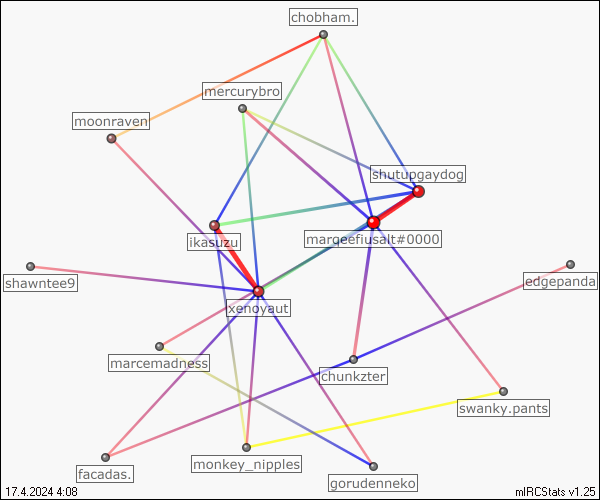 chobham.
mercurybro
moonraven
shutupgaydog
marqeefiusalt#0000
ikasuzu
shawntee9
edgepanda
xenoyaut
marcemadness
chunkzter
swanky.pants
monkey_nipples
facadas.
gorudenneko
17.4.2024 4:08
mIRCStats v1.25